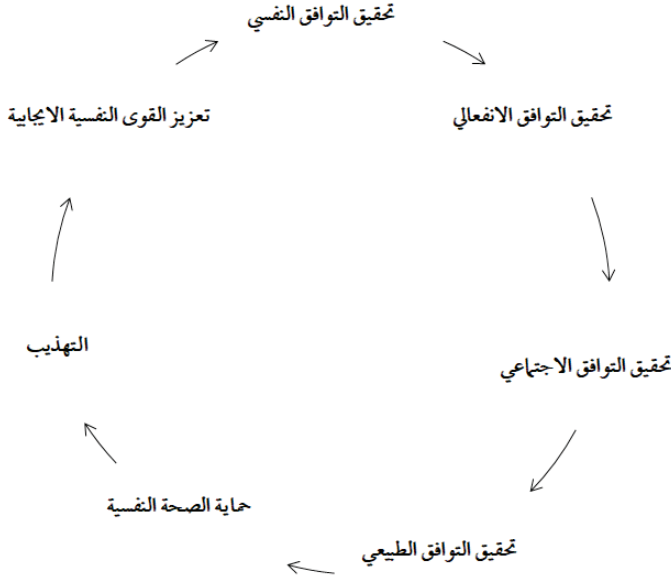 تحقيق التوافق النفسي
تحقيق التوافق الانفعالي
تحقيق التوافق الاجتماعي
تحقيق التوافق الطبيعي
حماية الصحة النفسية
التهذيب
تعزيز القوى النفسية الايجابية